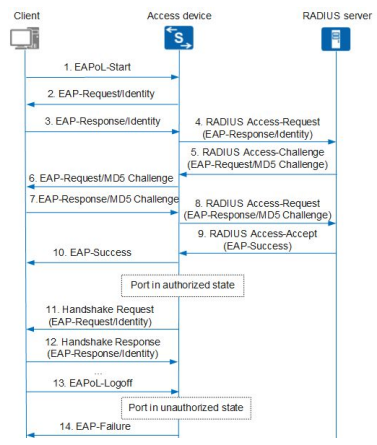 Client
Access device
RADIUS server
S
1. EAPoL-Start
2. EAP-Request/Identity
3. EAP-Response/Identity
4. RADIUS Access-Request
(EAP-Response/Identity)
5. RADIUS Access-Challenge
(EAP-Request/MD5 Challenge)
6. EAP-Request/MD5 Challenge
7.EAP-Response/MD5 Challenge
8. RADIUS Access-Request
(EAP-Response/MD5 Challenge)
9. RADIUS Access-Accept
(EAP-Success)
10. EAP-Success
Port in authorized state
11. Handshake Request
(EAP-Request/Identity)
12. Handshake Response
(EAP-Response/Identity)
...
13. EAPoL-Logoff
Port in unauthorized state
14. EAP-Failure